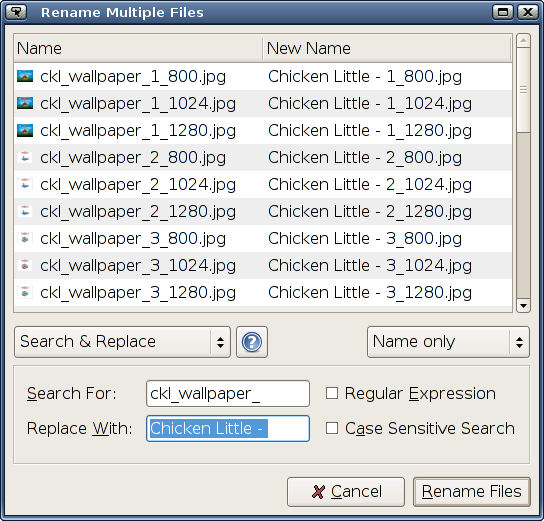 Rename Multiple Files
Name New Name
ckl_wallpaper_1_800.jpg Chicken Little - 1_800.jpg
ckl_wallpaper_1_1024.jpg Chicken Little - 1_1024.jpg
ckl_wallpaper_1_1280.jpg Chicken Little - 1_1280.jpg
ckl_wallpaper_2_800.jpg Chicken Little - 2_800.jpg
ckl_wallpaper_2_1024.jpg Chicken Little - 2_1024.jpg
ckl_wallpaper_2_1280.jpg Chicken Little - 2_1280.jpg
ckl_wallpaper_3_800.jpg Chicken Little - 3_800.jpg
ckl_wallpaper_3_1024.jpg Chicken Little - 3_1024.jpg
ckl_wallpaper_3_1280.jpg Chicken Little - 3_1280.jpg
Search & Replace ? Name only
Search For: ckl_wallpaper_ Regular Expression
Replace With: Chicken Little - Case Sensitive Search
Cancel Rename Files